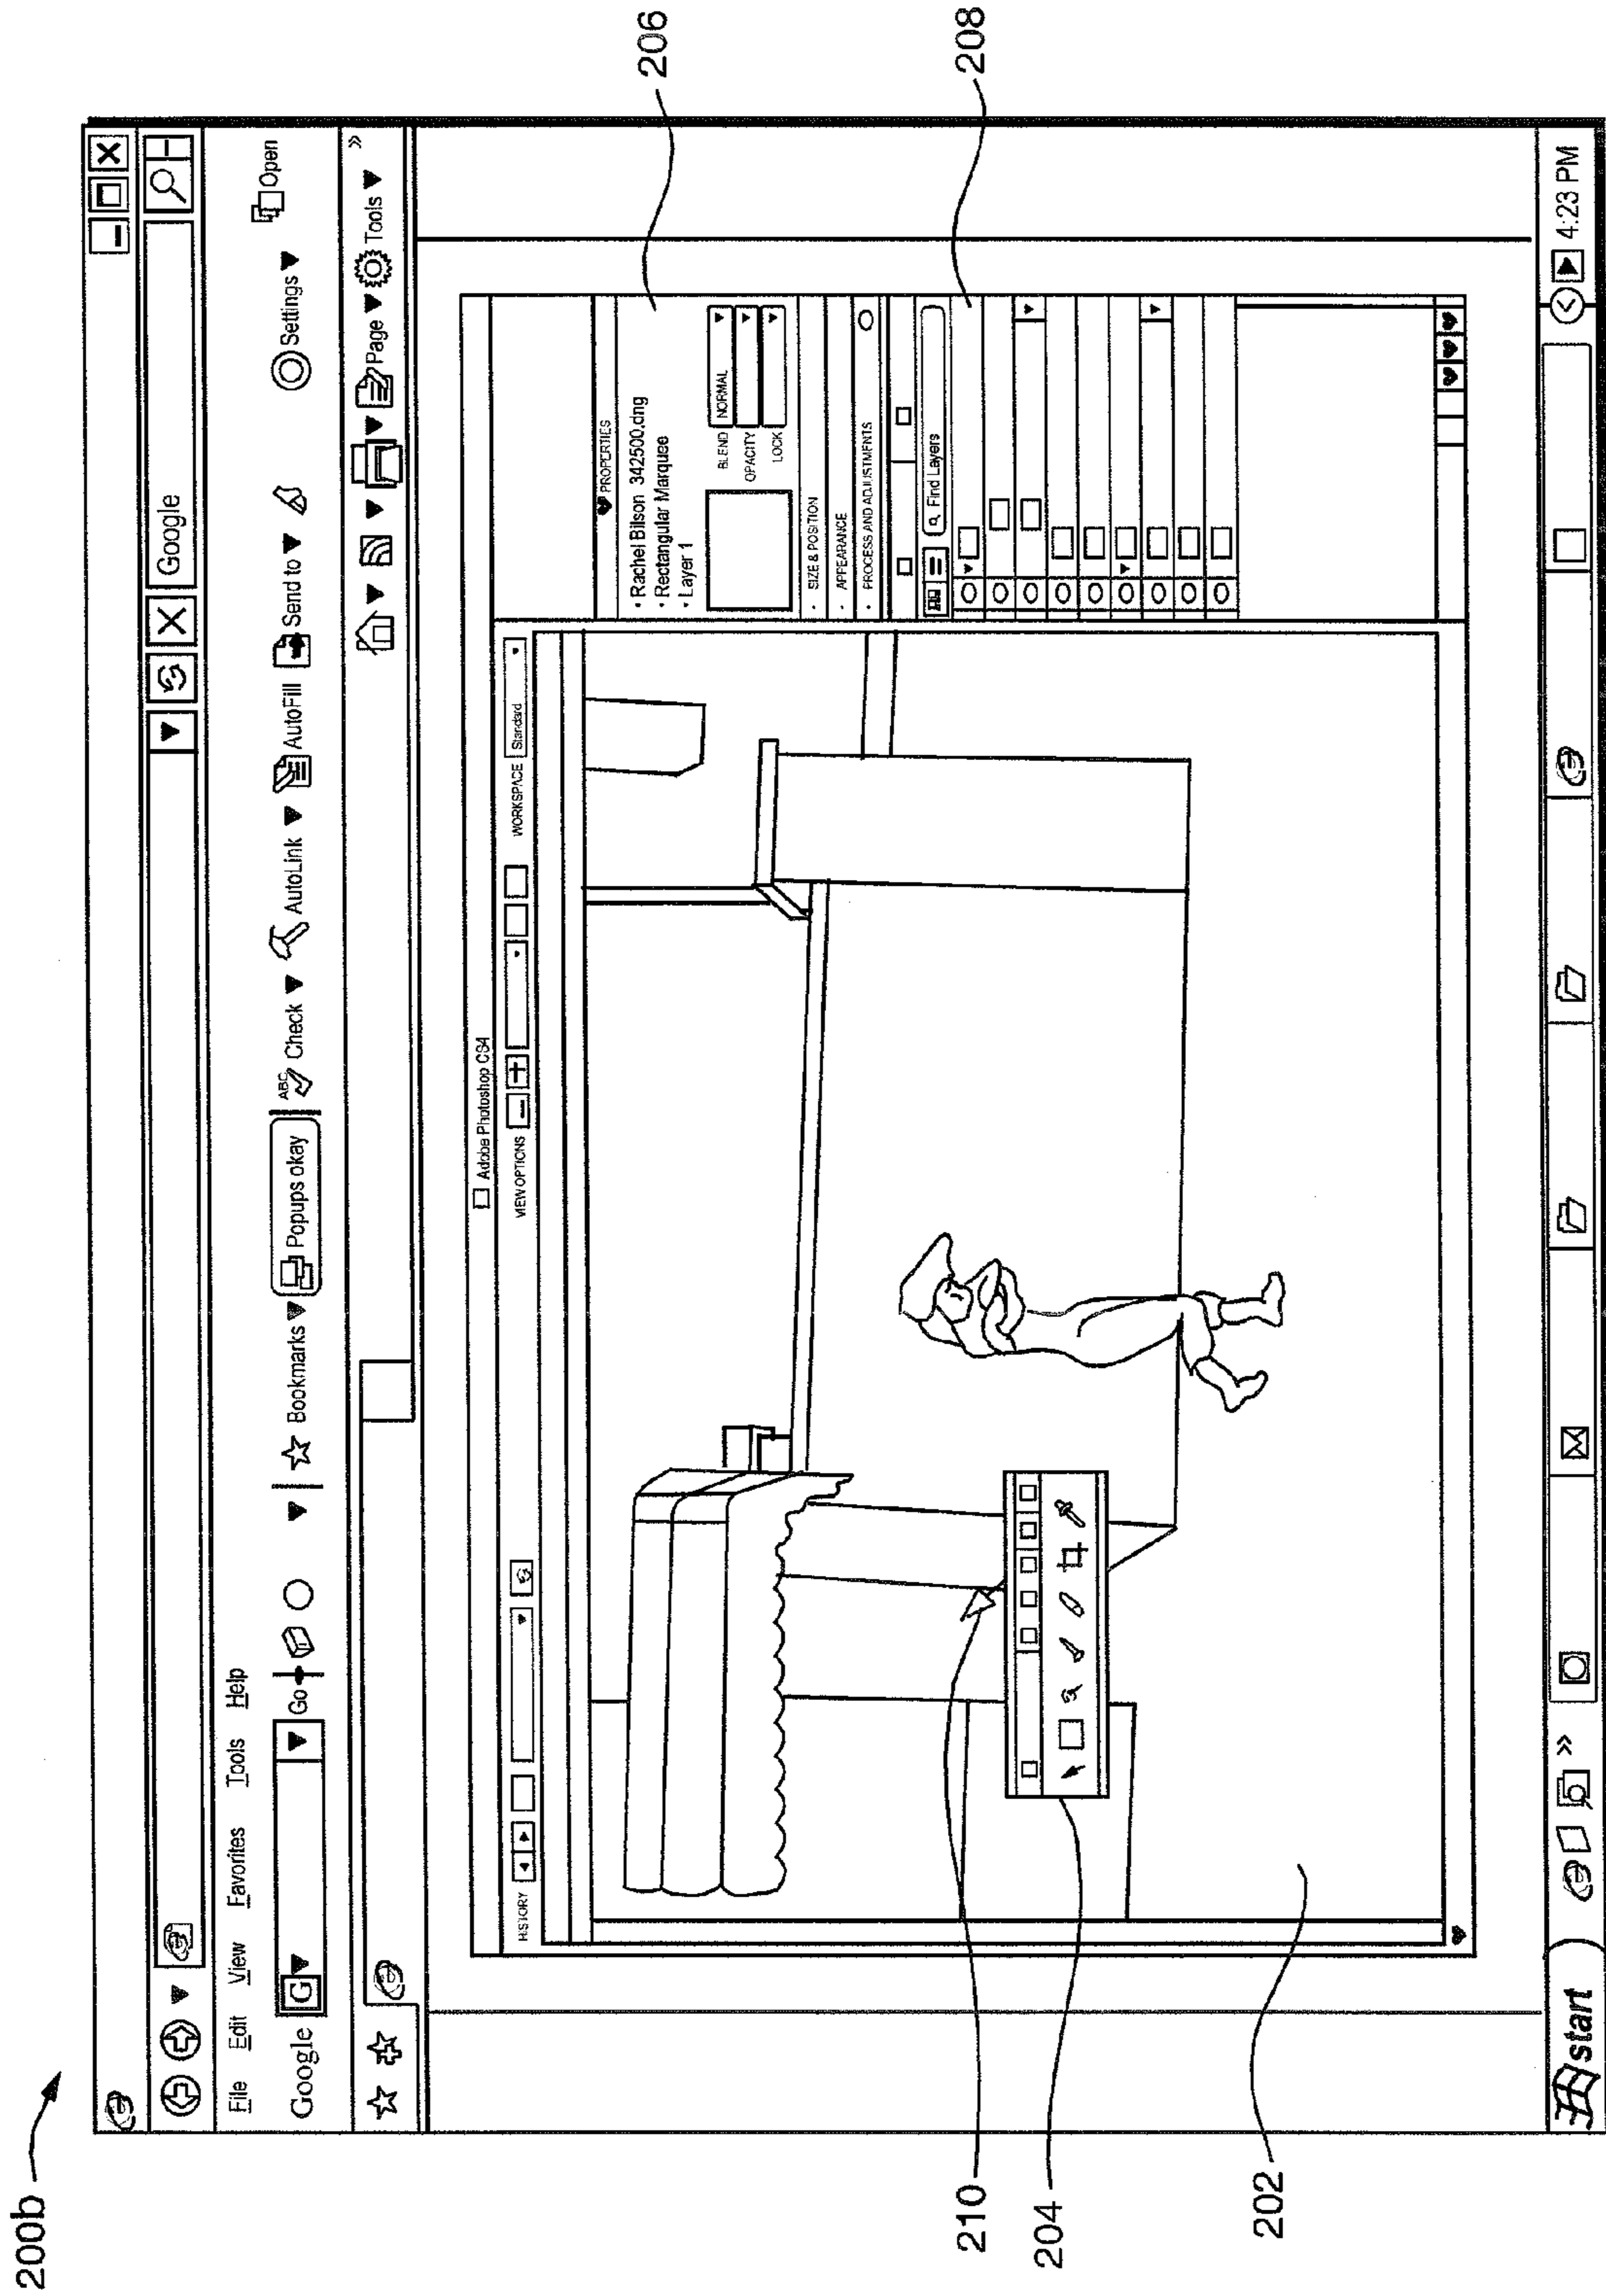 200b
Google
File Edit View Favorites Tools Help
Google G Go Bookmarks Popups okay ABC Check AutoLink AutoFill Send to Settings Open
Page Tools »
Adobe Photoshop CS4
HISTORY VIEW OPTIONS WORKSPACE Standard
PROPERTIES
• Rachel Bilson 342500.dng
• Rectangular Marquee
• Layer 1
BLEND NORMAL
OPACITY
LOCK
• SIZE & POSITION
• APPEARANCE
• PROCESS AND ADJUSTMENTS
Find Layers
206
208
210
204
202
start » 4:23 PM